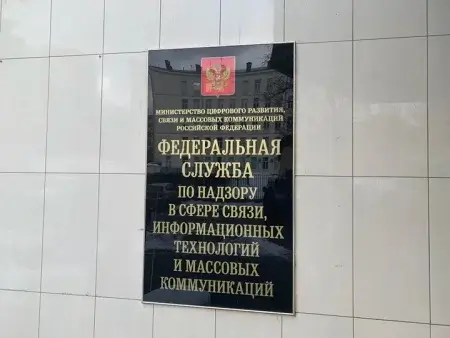 МИНИСТЕРСТВО ЦИФРОВОГО РАЗВИТИЯ,
СВЯЗИ И МАССОВЫХ КОММУНИКАЦИЙ
РОССИЙСКОЙ ФЕДЕРАЦИИ
ФЕДЕРАЛЬНАЯ
СЛУЖБА
ПО НАДЗОРУ
В СФЕРЕ СВЯЗИ,
ИНФОРМАЦИОННЫХ
ТЕХНОЛОГИЙ
И МАССОВЫХ
КОММУНИКАЦИЙ